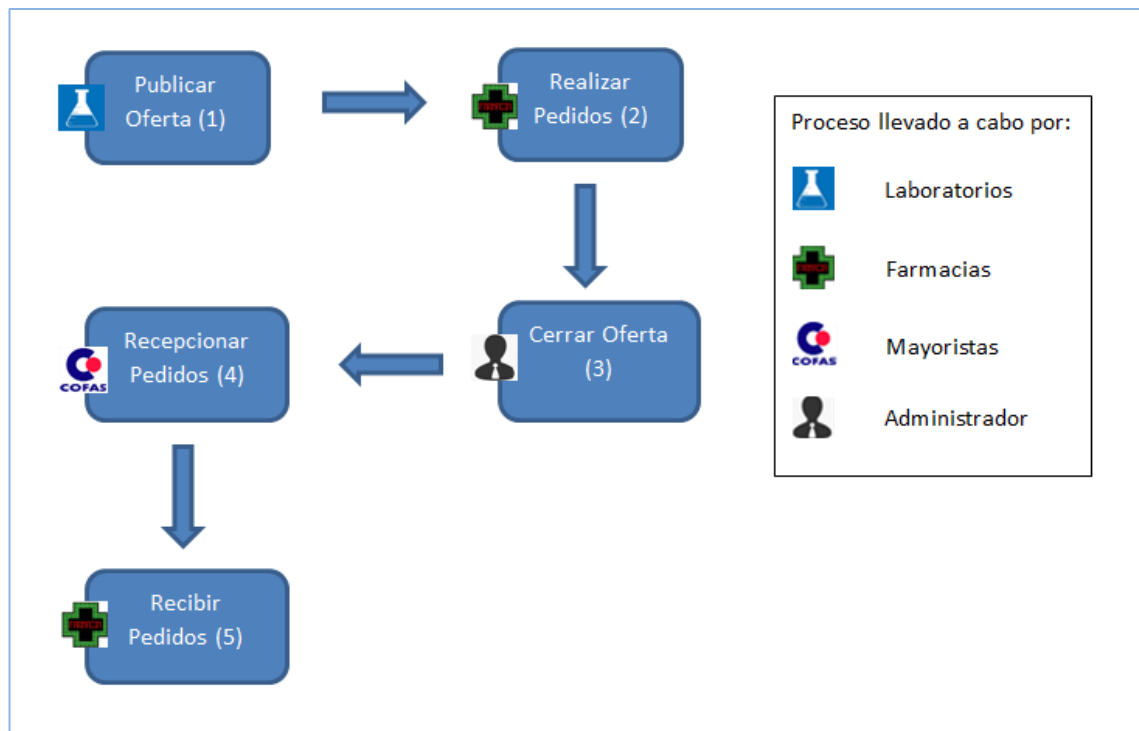 Publicar
Oferta (1)
Realizar
Pedidos (2)
Proceso llevado a cabo por:
Laboratorios
Farmacias
COFAS
Mayoristas
Administrador
Cerrar Oferta
(3)
Recepcionar
Pedidos (4)
COFAS
Recibir
Pedidos (5)